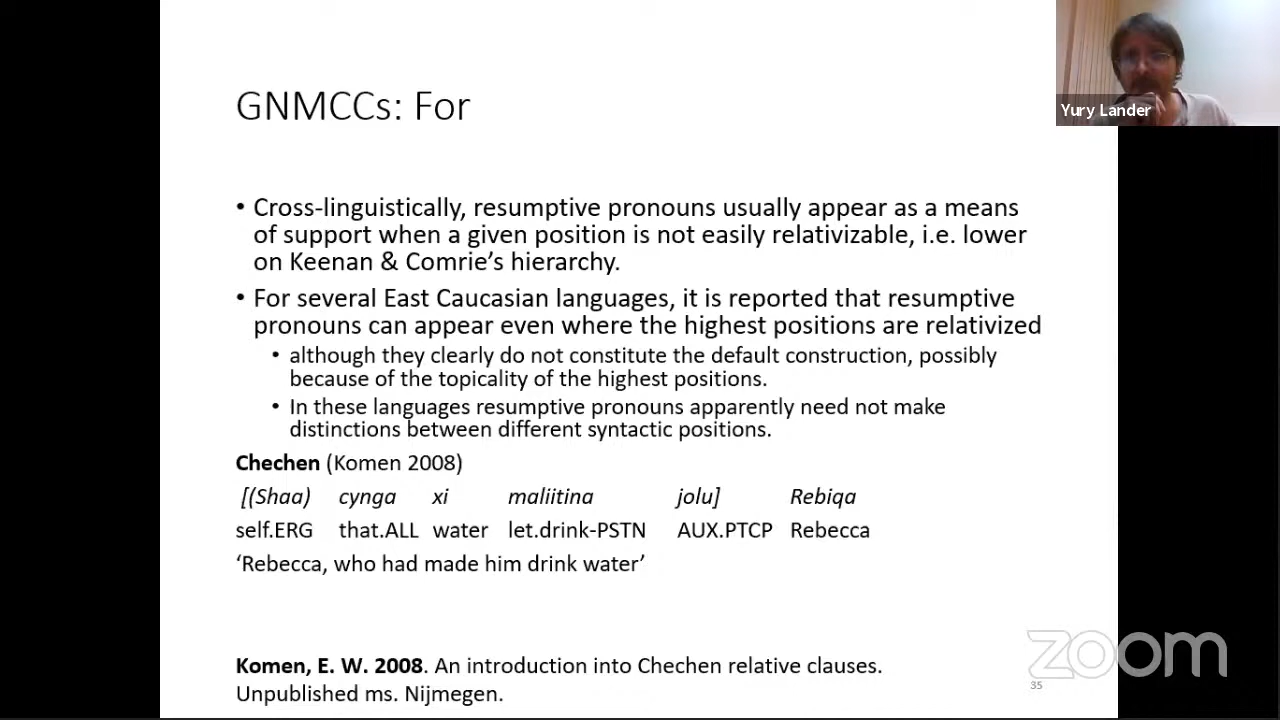 GNMCCs: For
Yury Lander
• Cross-linguistically, resumptive pronouns usually appear as a means
of support when a given position is not easily relativizable, i.e. lower
on Keenan & Comrie’s hierarchy.
• For several East Caucasian languages, it is reported that resumptive
pronouns can appear even where the highest positions are relativized
• although they clearly do not constitute the default construction, possibly
because of the topicality of the highest positions.
• In these languages resumptive pronouns apparently need not make
distinctions between different syntactic positions.
Chechen (Komen 2008)
[(Shaa) cynga xi maliitina jolu] Rebiqa
self.ERG that.ALL water let.drink-PSTN AUX.PTCP Rebecca
‘Rebecca, who had made him drink water’
Komen, E. W. 2008. An introduction into Chechen relative clauses.
Unpublished ms. Nijmegen.
zoom
35